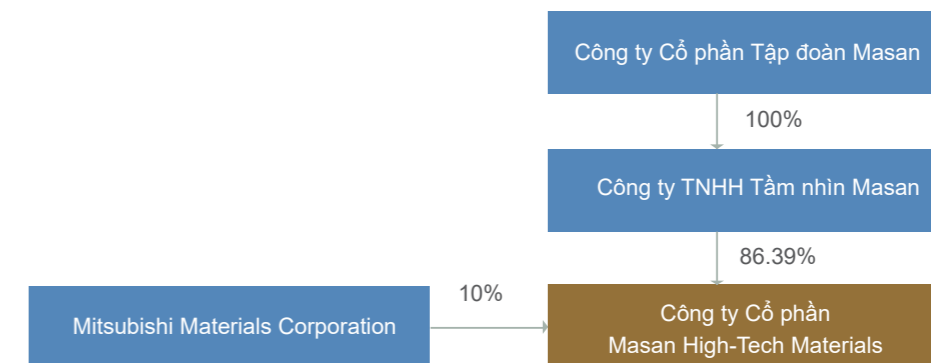 Công ty Cổ phần Tập đoàn Masan
100%
Công ty TNHH Tầm nhìn Masan
86.39%
10%
Mitsubishi Materials Corporation
Công ty Cổ phần
Masan High-Tech Materials